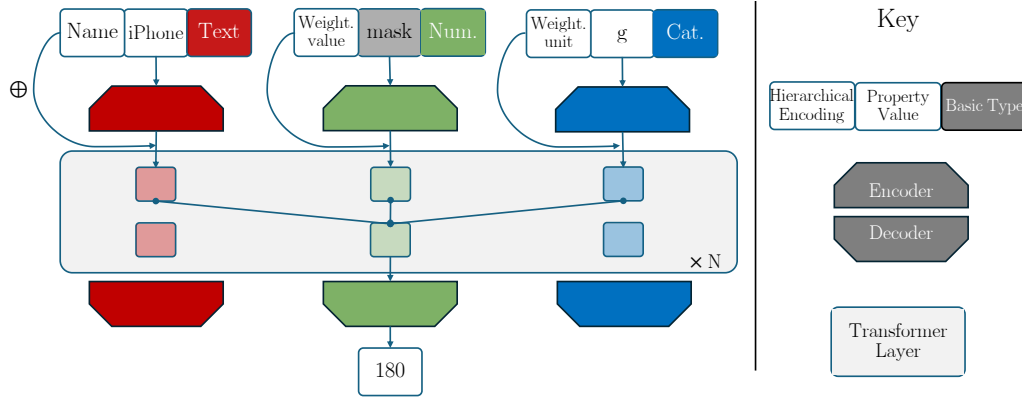 Name iPhone Text
Weight. value mask Num.
Weight. unit g Cat.
⊕
× N
180
Key
Hierarchical Encoding
Property Value
Basic Type
Encoder
Decoder
Transformer
Layer